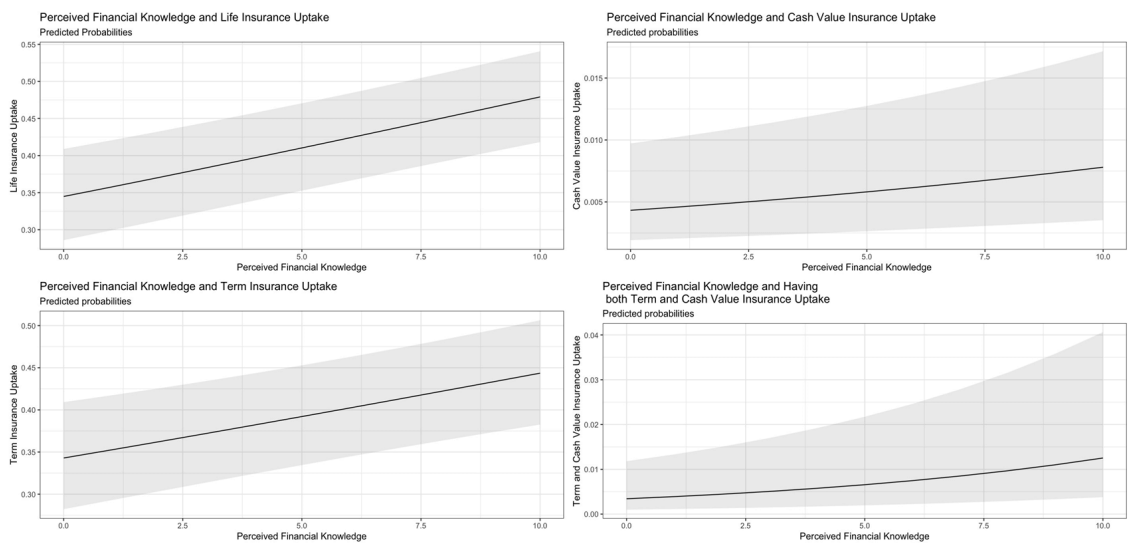 Perceived Financial Knowledge and Life Insurance Uptake
Predicted Probabilities
0.55
0.50
0.45
0.40
0.35
0.30
Life Insurance Uptake
0.0 2.5 5.0 7.5 10.0
Perceived Financial Knowledge
Perceived Financial Knowledge and Cash Value Insurance Uptake
Predicted probabilities
0.015
0.010
0.005
Cash Value Insurance Uptake
0.0 2.5 5.0 7.5 10.0
Perceived Financial Knowledge
Perceived Financial Knowledge and Term Insurance Uptake
Predicted probabilities
0.50
0.45
0.40
0.35
0.30
Term Insurance Uptake
0.0 2.5 5.0 7.5 10.0
Perceived Financial Knowledge
Perceived Financial Knowledge and Having
both Term and Cash Value Insurance Uptake
Predicted probabilities
0.04
0.03
0.02
0.01
0.00
Term and Cash Value Insurance Uptake
0.0 2.5 5.0 7.5 10.0
Perceived Financial Knowledge